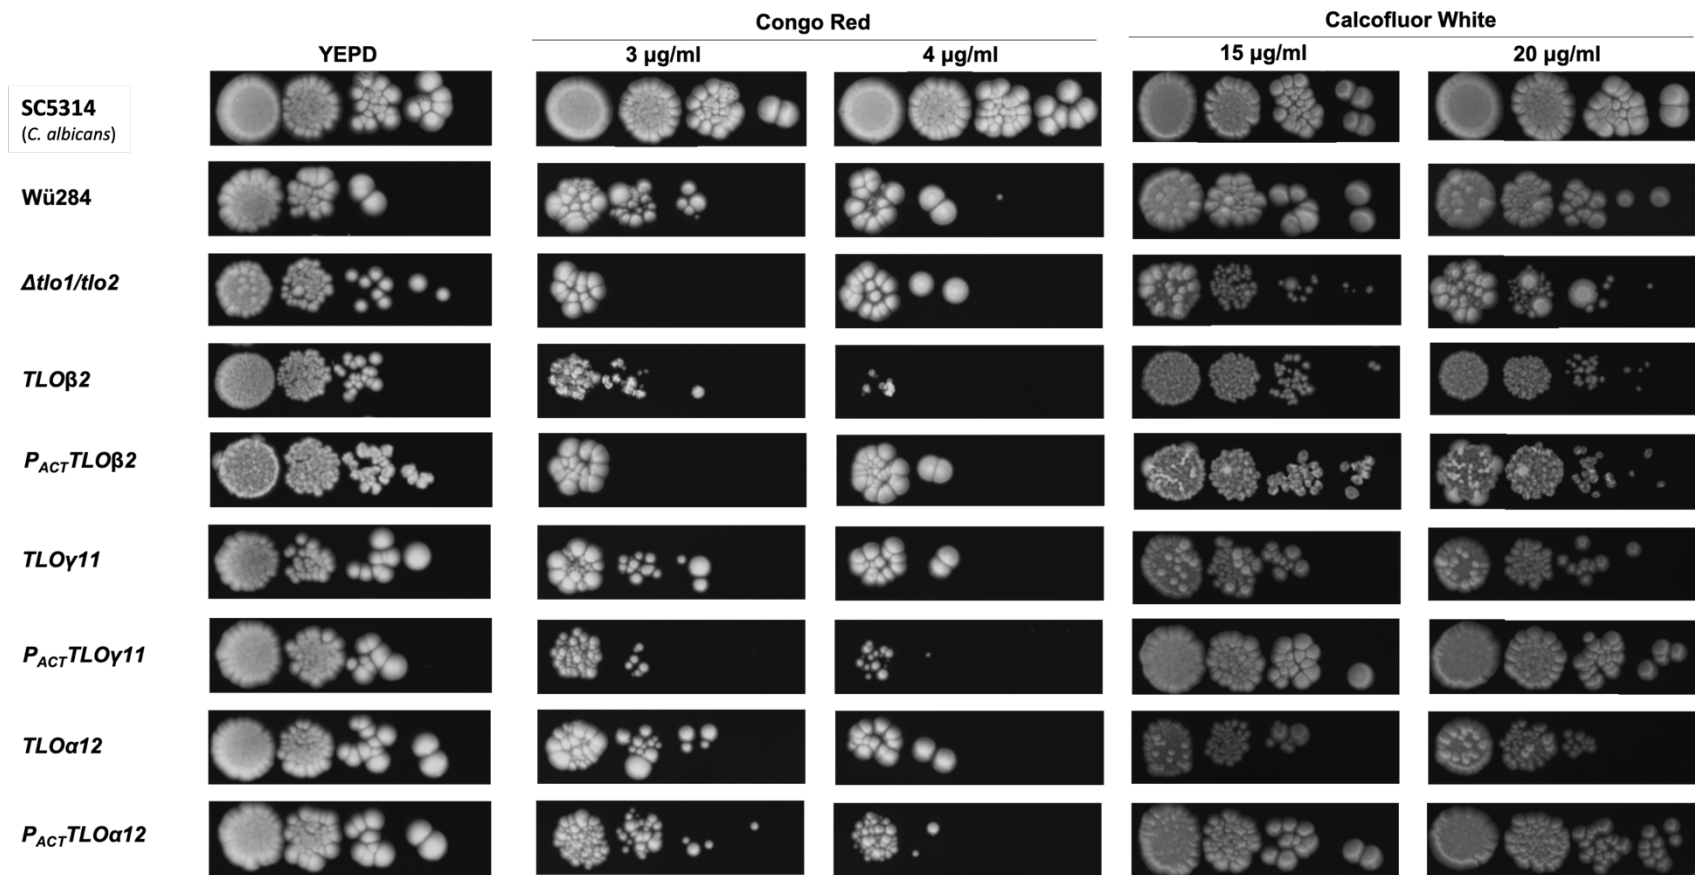 Congo Red
Calcofluor White
YEPD
3 µg/ml
4 µg/ml
15 µg/ml
20 µg/ml
SC5314
(C. albicans)
Wü284
Δtlo1/tlo2
TLOβ2
PACTTLOβ2
TLOγ11
PACTTLOγ11
TLOα12
PACTTLOα12